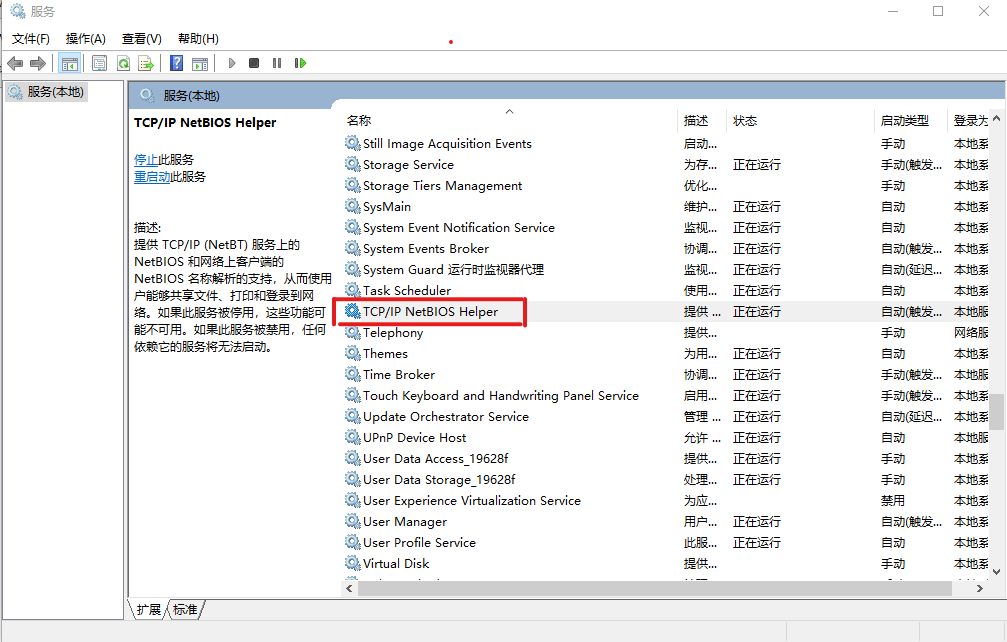 服务
文件(F) 操作(A) 查看(V) 帮助(H)
服务(本地)
服务(本地)
TCP/IP NetBIOS Helper
停止此服务
重启动此服务
描述:
提供 TCP/IP (NetBT) 服务上的
NetBIOS 和网络上客户端的
NetBIOS 名称解析的支持，从而使用
户能够共享文件、打印和登录到网
络。如果此服务被停用，这些功能可
能不可用。如果此服务被禁用，任何
依赖它的服务将无法启动。
名称 描述 状态 启动类型 登录为
Still Image Acquisition Events 启动... 手动 本地系
Storage Service 为存... 正在运行 手动(触发... 本地系
Storage Tiers Management 优化... 手动 本地系
SysMain 维护... 正在运行 自动 本地系
System Event Notification Service 监视... 正在运行 自动 本地系
System Events Broker 协调... 正在运行 自动(触发... 本地系
System Guard 运行时监视器代理 监视... 正在运行 自动(延迟... 本地系
Task Scheduler 使用... 正在运行 自动 本地系
TCP/IP NetBIOS Helper 提供 ... 正在运行 自动(触发... 本地服
Telephony 提供... 手动 网络服
Themes 为用... 正在运行 自动 本地系
Time Broker 协调... 正在运行 手动(触发... 本地服
Touch Keyboard and Handwriting Panel Service 启用... 正在运行 手动(触发... 本地系
Update Orchestrator Service 管理 ... 正在运行 自动(延迟... 本地系
UPnP Device Host 允许 ... 正在运行 自动 本地服
User Data Access_19628f 提供... 正在运行 手动 本地系
User Data Storage_19628f 处理... 正在运行 手动 本地系
User Experience Virtualization Service 为应... 禁用 本地系
User Manager 用户... 正在运行 自动(触发... 本地系
User Profile Service 此服... 正在运行 自动 本地系
Virtual Disk 提供... 手动 本地系
扩展 标准